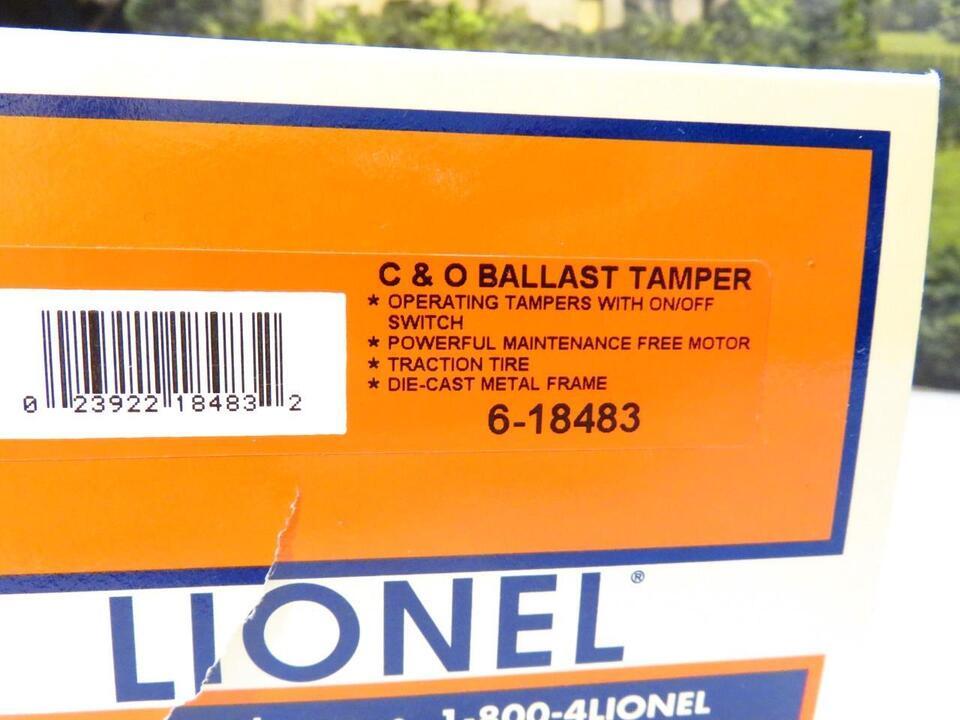 C & O BALLAST TAMPER
* OPERATING TAMPERS WITH ON/OFF
SWITCH
* POWERFUL MAINTENANCE FREE MOTOR
* TRACTION TIRE
* DIE-CAST METAL FRAME
6-18483
0 23922 18483 2
LIONEL®
1-800-4LIONEL